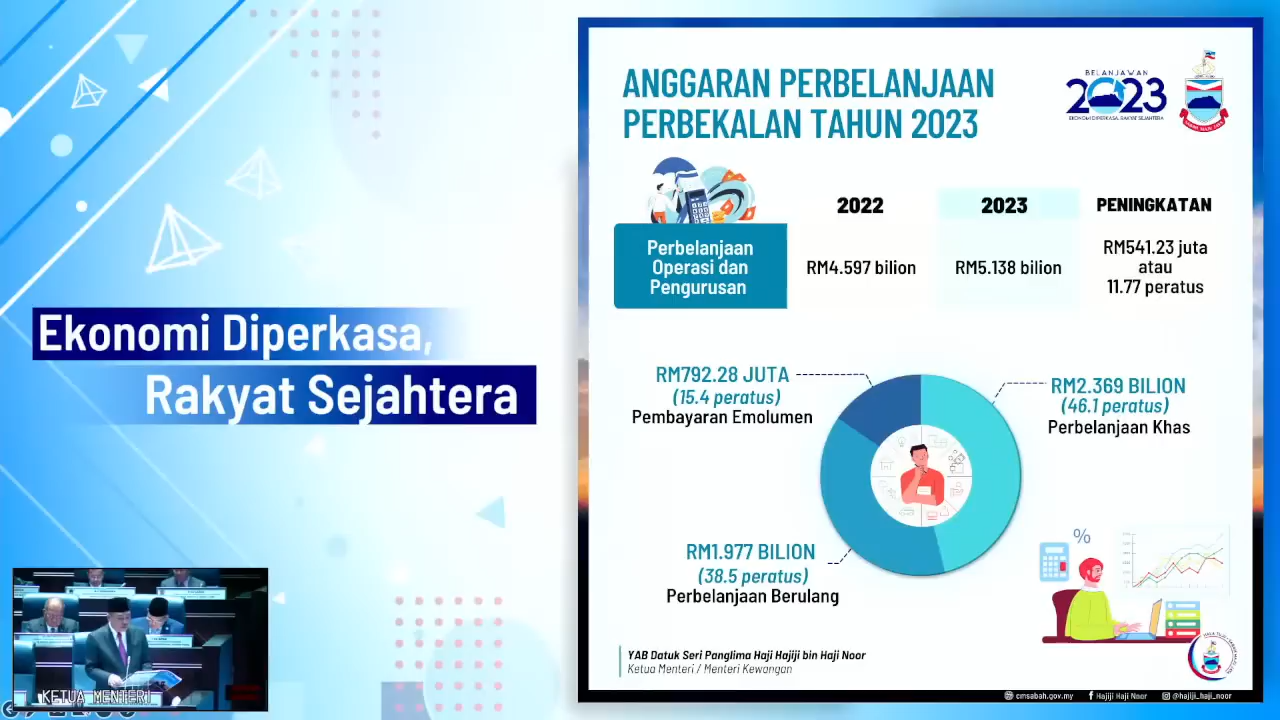 Ekonomi Diperkasa,
Rakyat Sejahtera
KETUA MENTERI
ANGGARAN PERBELANJAAN
PERBEKALAN TAHUN 2023
BELANJAWAN
2023
EKONOMI DIPERKASA, RAKYAT SEJAHTERA
2022
2023
PENINGKATAN
Perbelanjaan
Operasi dan
Pengurusan
RM4.597 bilion
RM5.138 bilion
RM541.23 juta
atau
11.77 peratus
RM792.28 JUTA
(15.4 peratus)
Pembayaran Emolumen
RM2.369 BILION
(46.1 peratus)
Perbelanjaan Khas
RM1.977 BILION
(38.5 peratus)
Perbelanjaan Berulang
%
YAB Datuk Seri Panglima Haji Hajiji bin Haji Noor
Ketua Menteri / Menteri Kewangan
cmsabah.gov.my
Hajiji Haji Noor
@hajiji_haji_noor